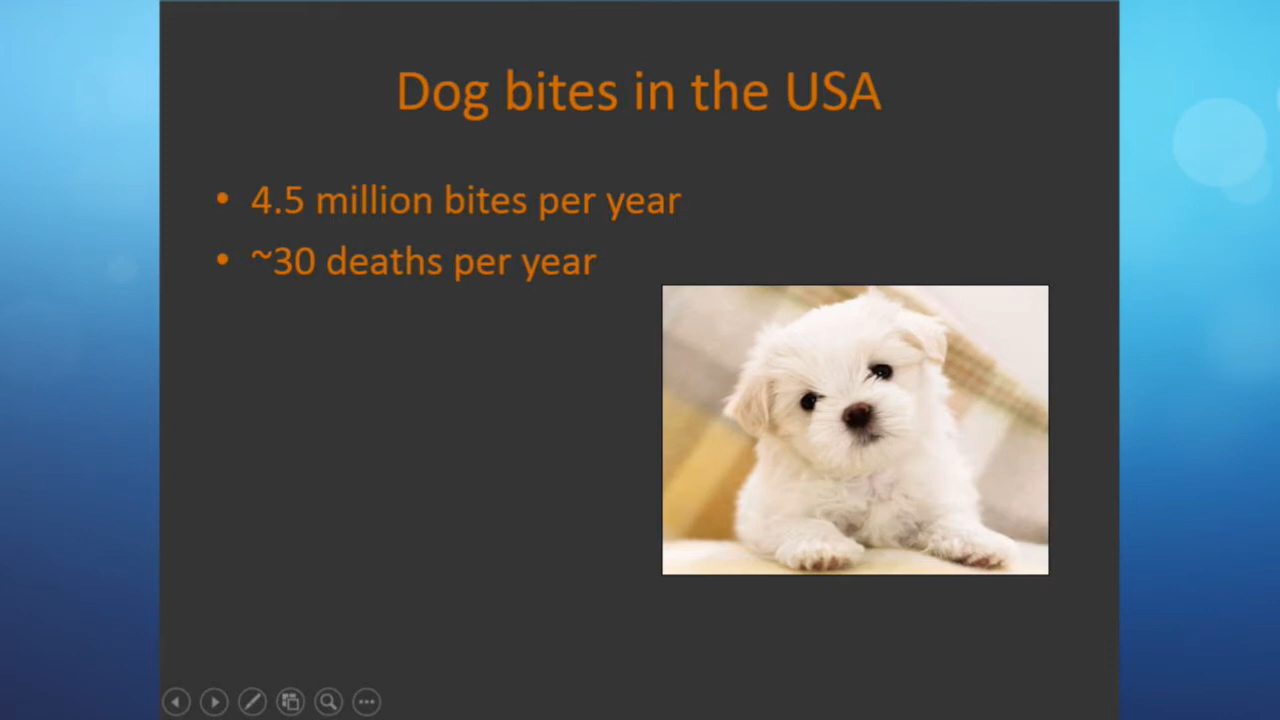 Dog bites in the USA
• 4.5 million bites per year
• ~30 deaths per year